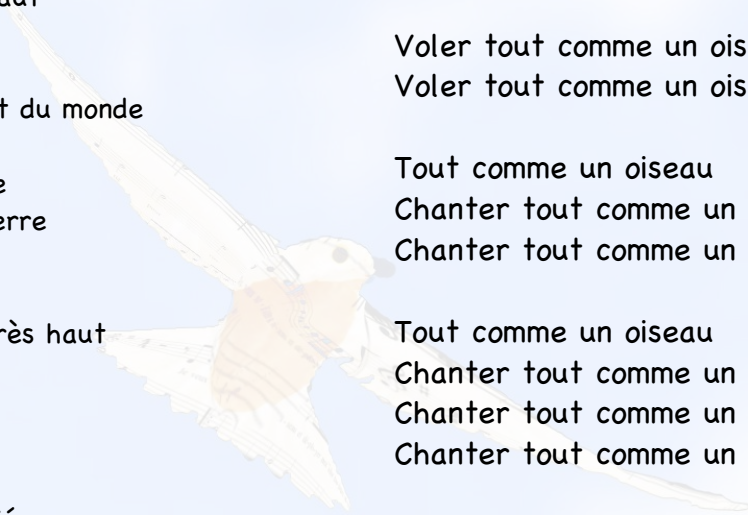 t du monde
e
erre
rès haut
Voler tout comme un ois
Voler tout comme un ois
Tout comme un oiseau
Chanter tout comme un
Chanter tout comme un
Tout comme un oiseau
Chanter tout comme un
Chanter tout comme un
Chanter tout comme un